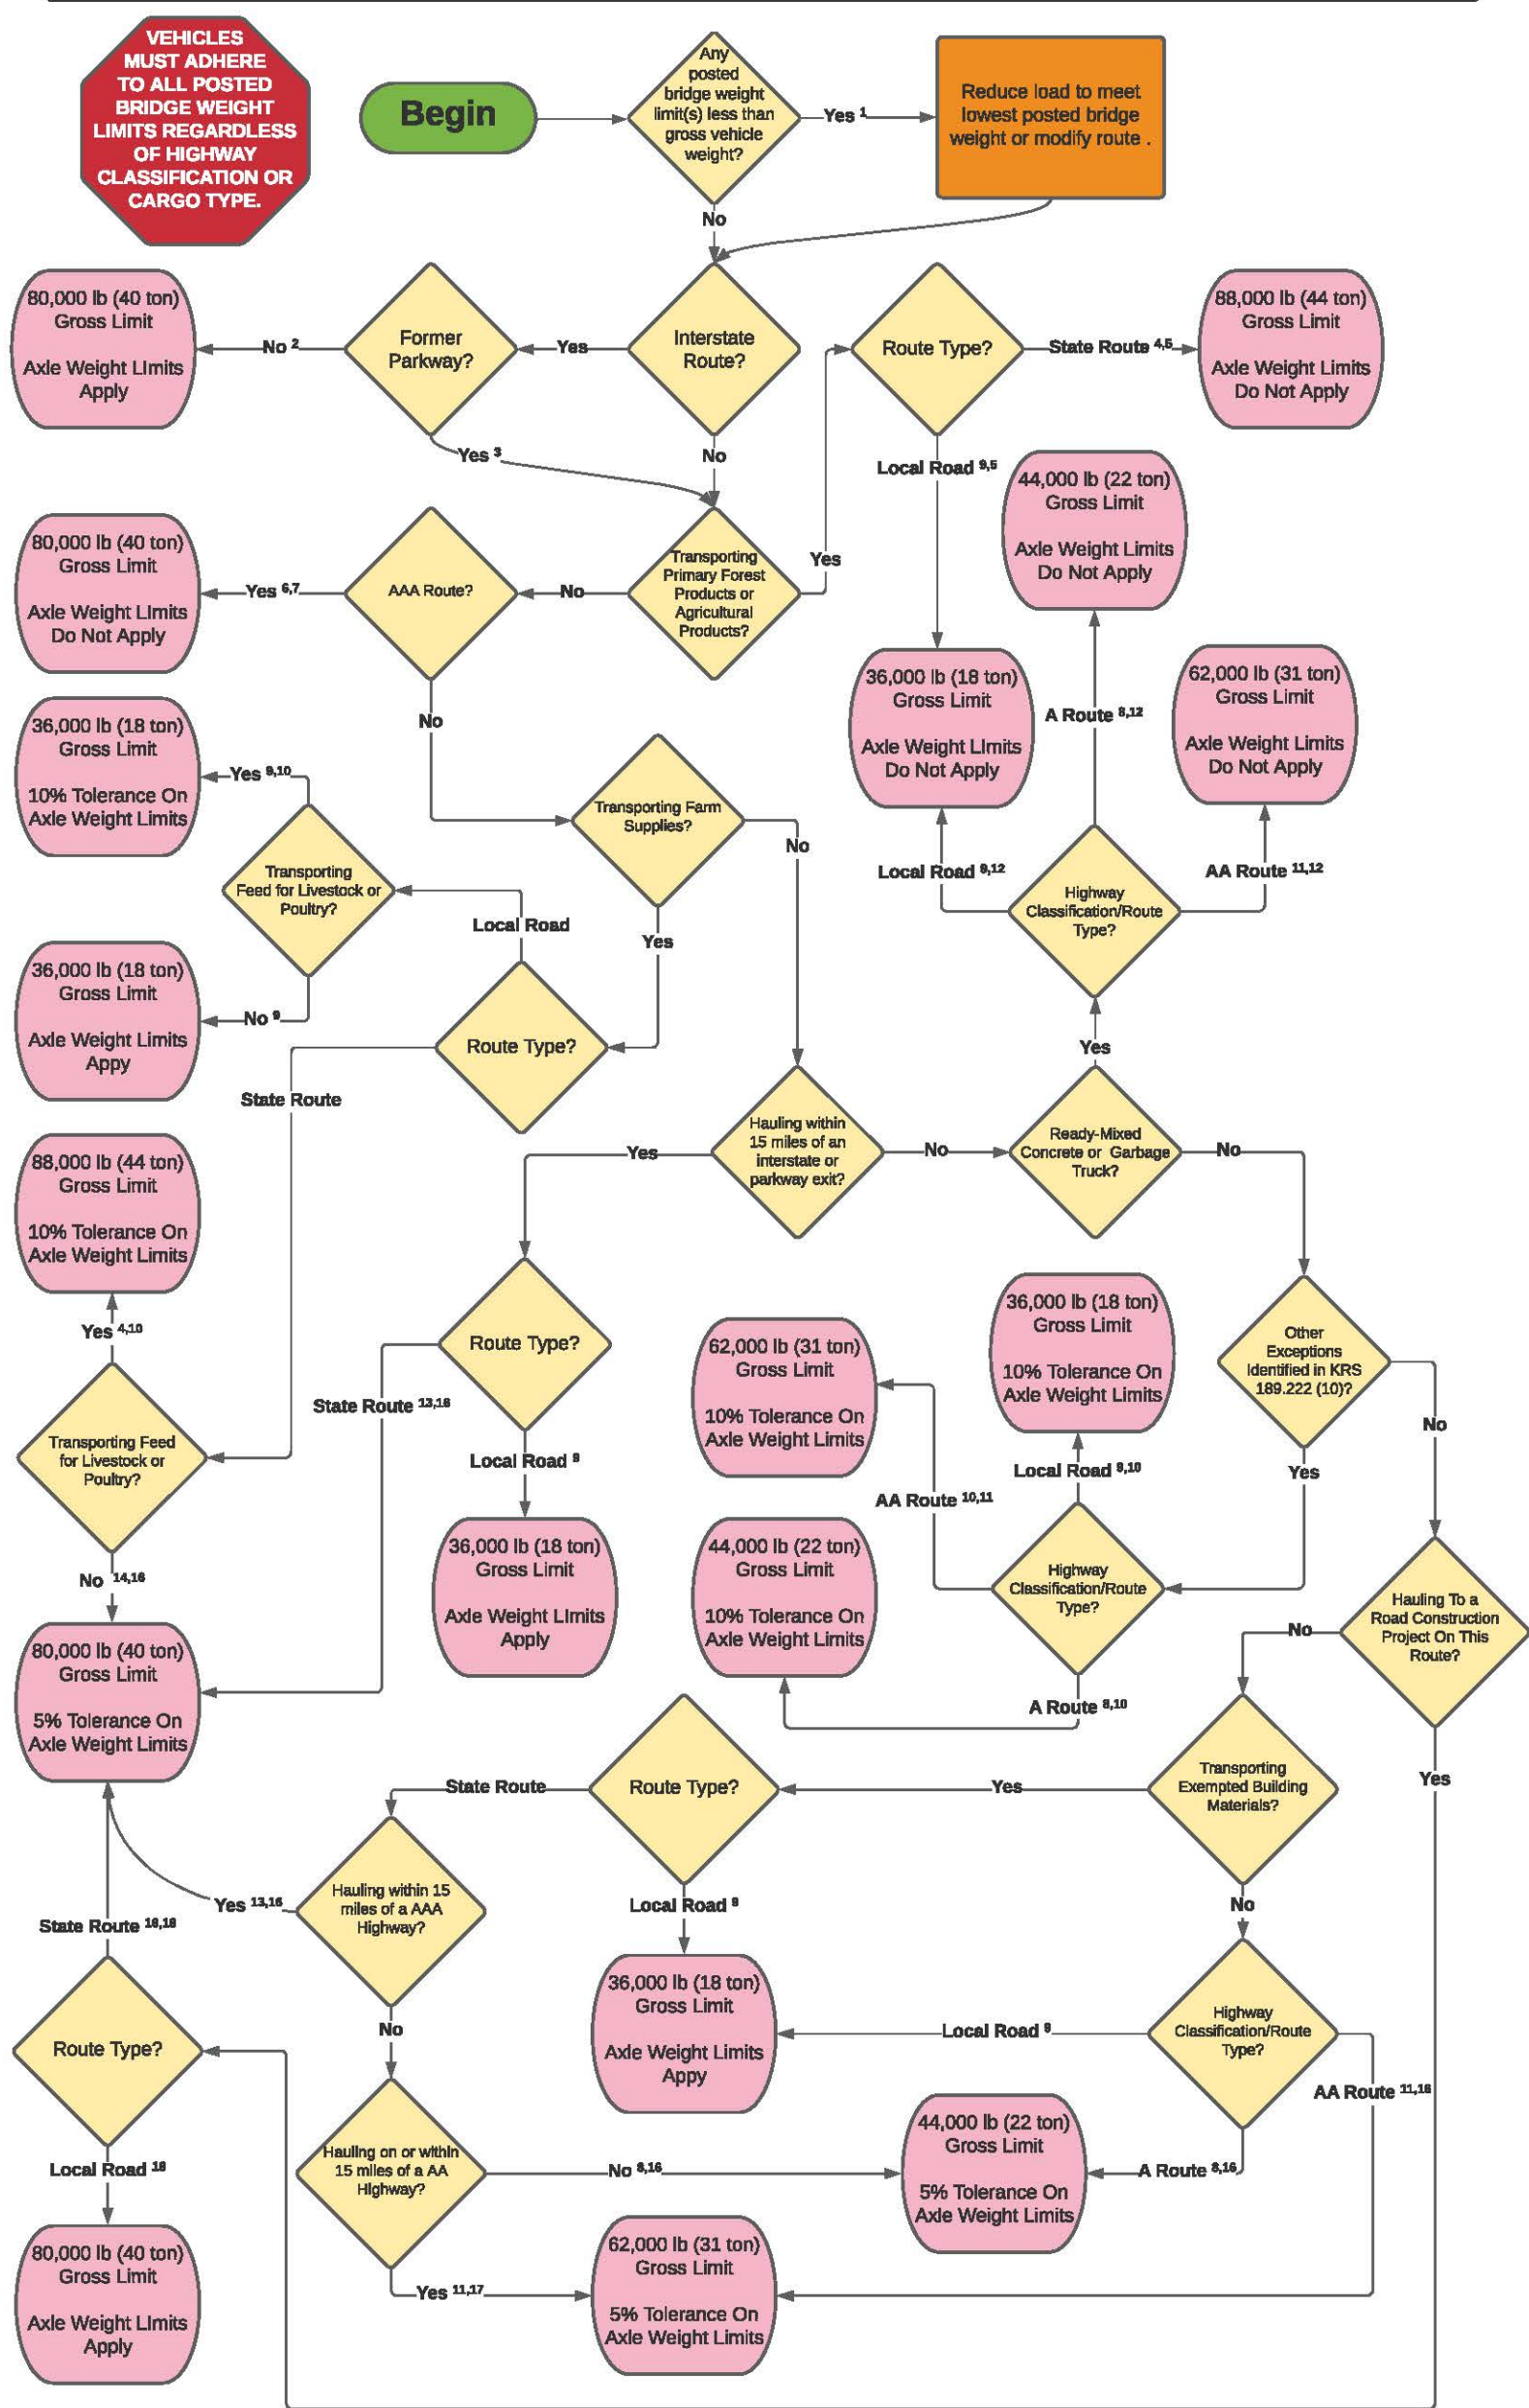 VEHICLES
MUST ADHERE
TO ALL POSTED
BRIDGE WEIGHT
LIMITS REGARDLESS
OF HIGHWAY
CLASSIFICATION OR
CARGO TYPE.
Begin
Any
posted
bridge weight
limit(s) less than
gross vehicle
weight?
Yes 1
Reduce load to meet
lowest posted bridge
weight or modify route .
No
80,000 lb (40 ton)
Gross Limit
Axle Weight LImits
Apply
No 2
Former
Parkway?
Yes
Interstate
Route?
Route Type?
State Route 4,5
88,000 lb (44 ton)
Gross Limit
Axle Weight Limits
Do Not Apply
Yes 3
No
Local Road 9,5
44,000 lb (22 ton)
Gross Limit
Axle Weight Limits
Do Not Apply
80,000 lb (40 ton)
Gross Limit
Axle Weight LImits
Do Not Apply
Yes 6,7
AAA Route?
No
Transporting
Primary Forest
Products or
Agricultural
Products?
Yes
36,000 lb (18 ton)
Gross Limit
Axle Weight LImits
Do Not Apply
A Route 8,12
62,000 lb (31 ton)
Gross Limit
Axle Weight Limits
Do Not Apply
No
36,000 lb (18 ton)
Gross Limit
10% Tolerance On
Axle Weight Limits
Yes 9,10
Transporting Farm
Supplies?
No
Local Road 9,12
AA Route 11,12
Transporting
Feed for Livestock or
Poultry?
Highway
Classification/Route
Type?
Local Road
Yes
36,000 lb (18 ton)
Gross Limit
Axle Weight Limits
Appy
No 9
Route Type?
Yes
State Route
Hauling within
15 miles of an
interstate or
parkway exit?
Yes
No
Ready-Mixed
Concrete or Garbage
Truck?
No
88,000 lb (44 ton)
Gross Limit
10% Tolerance On
Axle Weight Limits
Yes 4,10
Route Type?
State Route 13,16
62,000 lb (31 ton)
Gross Limit
10% Tolerance On
Axle Weight Limits
36,000 lb (18 ton)
Gross Limit
10% Tolerance On
Axle Weight Limits
Other
Exceptions
Identified in KRS
189.222 (10)?
No
Transporting Feed
for Livestock or
Poultry?
Local Road 9
Local Road 9,10
Yes
AA Route 10,11
36,000 lb (18 ton)
Gross Limit
Axle Weight LImits
Apply
44,000 lb (22 ton)
Gross Limit
10% Tolerance On
Axle Weight Limits
Highway
Classification/Route
Type?
No 14,16
Hauling To a
Road Construction
Project On This
Route?
No
80,000 lb (40 ton)
Gross Limit
5% Tolerance On
Axle Weight Limits
A Route 8,10
State Route
Route Type?
Yes
Transporting
Exempted Building
Materials?
Yes
Hauling within 15
miles of a AAA
Highway?
Yes 13,16
Local Road 9
No
State Route 16,18
36,000 lb (18 ton)
Gross Limit
Axle Weight Limits
Appy
Local Road 9
Highway
Classification/Route
Type?
No
Route Type?
AA Route 11,16
44,000 lb (22 ton)
Gross Limit
5% Tolerance On
Axle Weight Limits
Hauling on or within
15 miles of a AA
Highway?
No 8,16
A Route 8,16
Local Road 18
80,000 lb (40 ton)
Gross Limit
Axle Weight LImits
Apply
Yes 11,17
62,000 lb (31 ton)
Gross Limit
5% Tolerance On
Axle Weight Limits